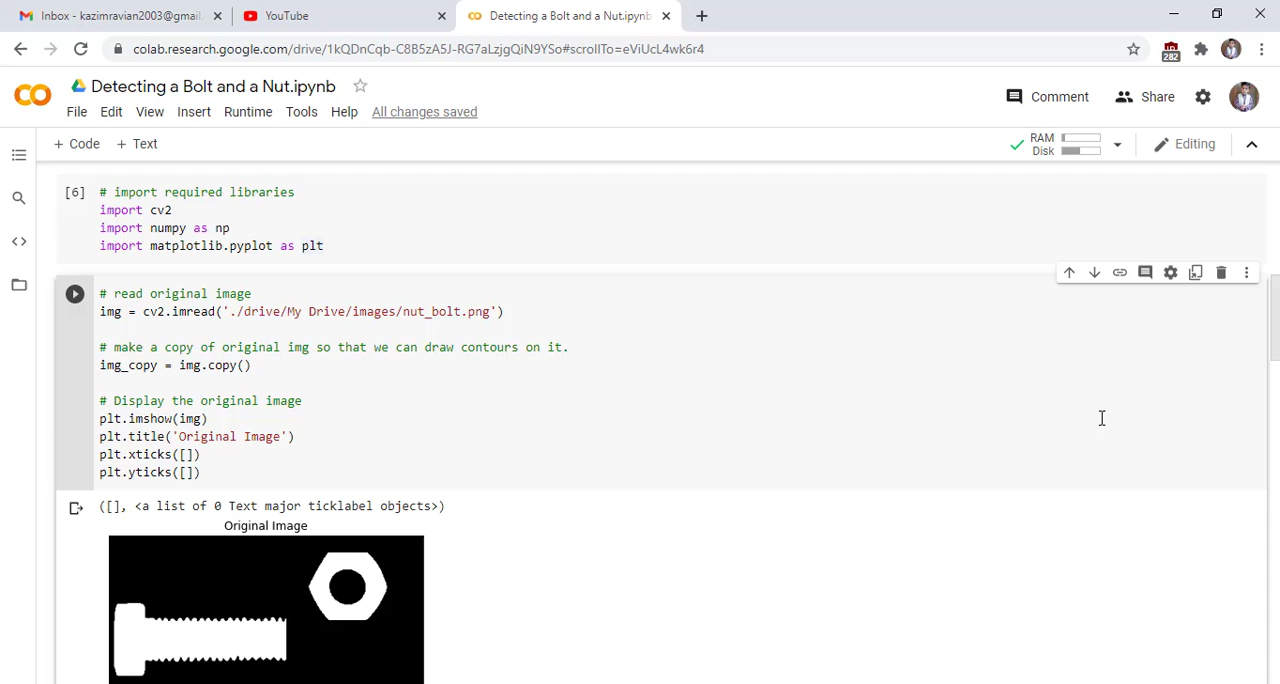 Inbox - kazimravian2003@gmail.
YouTube
Detecting a Bolt and a Nut.ipynb
colab.research.google.com/drive/1kQDnCqb-C8B5zA5J-RG7aLzjgQiN9YSo#scrollTo=eViUcL4wk6r4
282
Detecting a Bolt and a Nut.ipynb
Comment
Share
File Edit View Insert Runtime Tools Help All changes saved
+ Code + Text
RAM
Disk
Editing
[6] # import required libraries
import cv2
import numpy as np
import matplotlib.pyplot as plt
# read original image
img = cv2.imread('./drive/My Drive/images/nut_bolt.png')
# make a copy of original img so that we can draw contours on it.
img_copy = img.copy()
# Display the original image
plt.imshow(img)
plt.title('Original Image')
plt.xticks([])
plt.yticks([])
([], <a list of 0 Text major ticklabel objects>)
Original Image